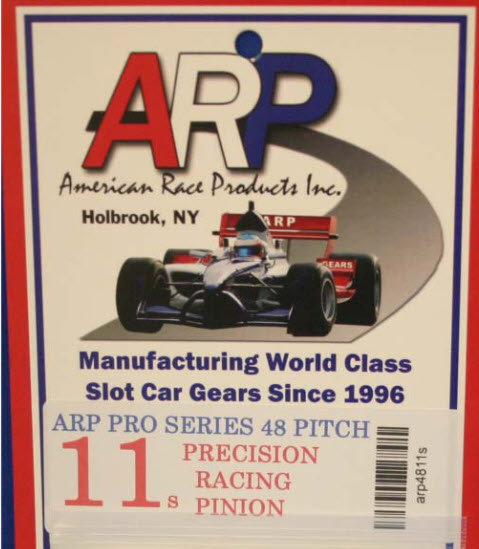 ARP
American Race Products Inc.
Holbrook, NY
ARP
GEARS
Manufacturing World Class
Slot Car Gears Since 1996
ARP PRO SERIES 48 PITCH
11s
PRECISION
RACING
PINION
arp4811s